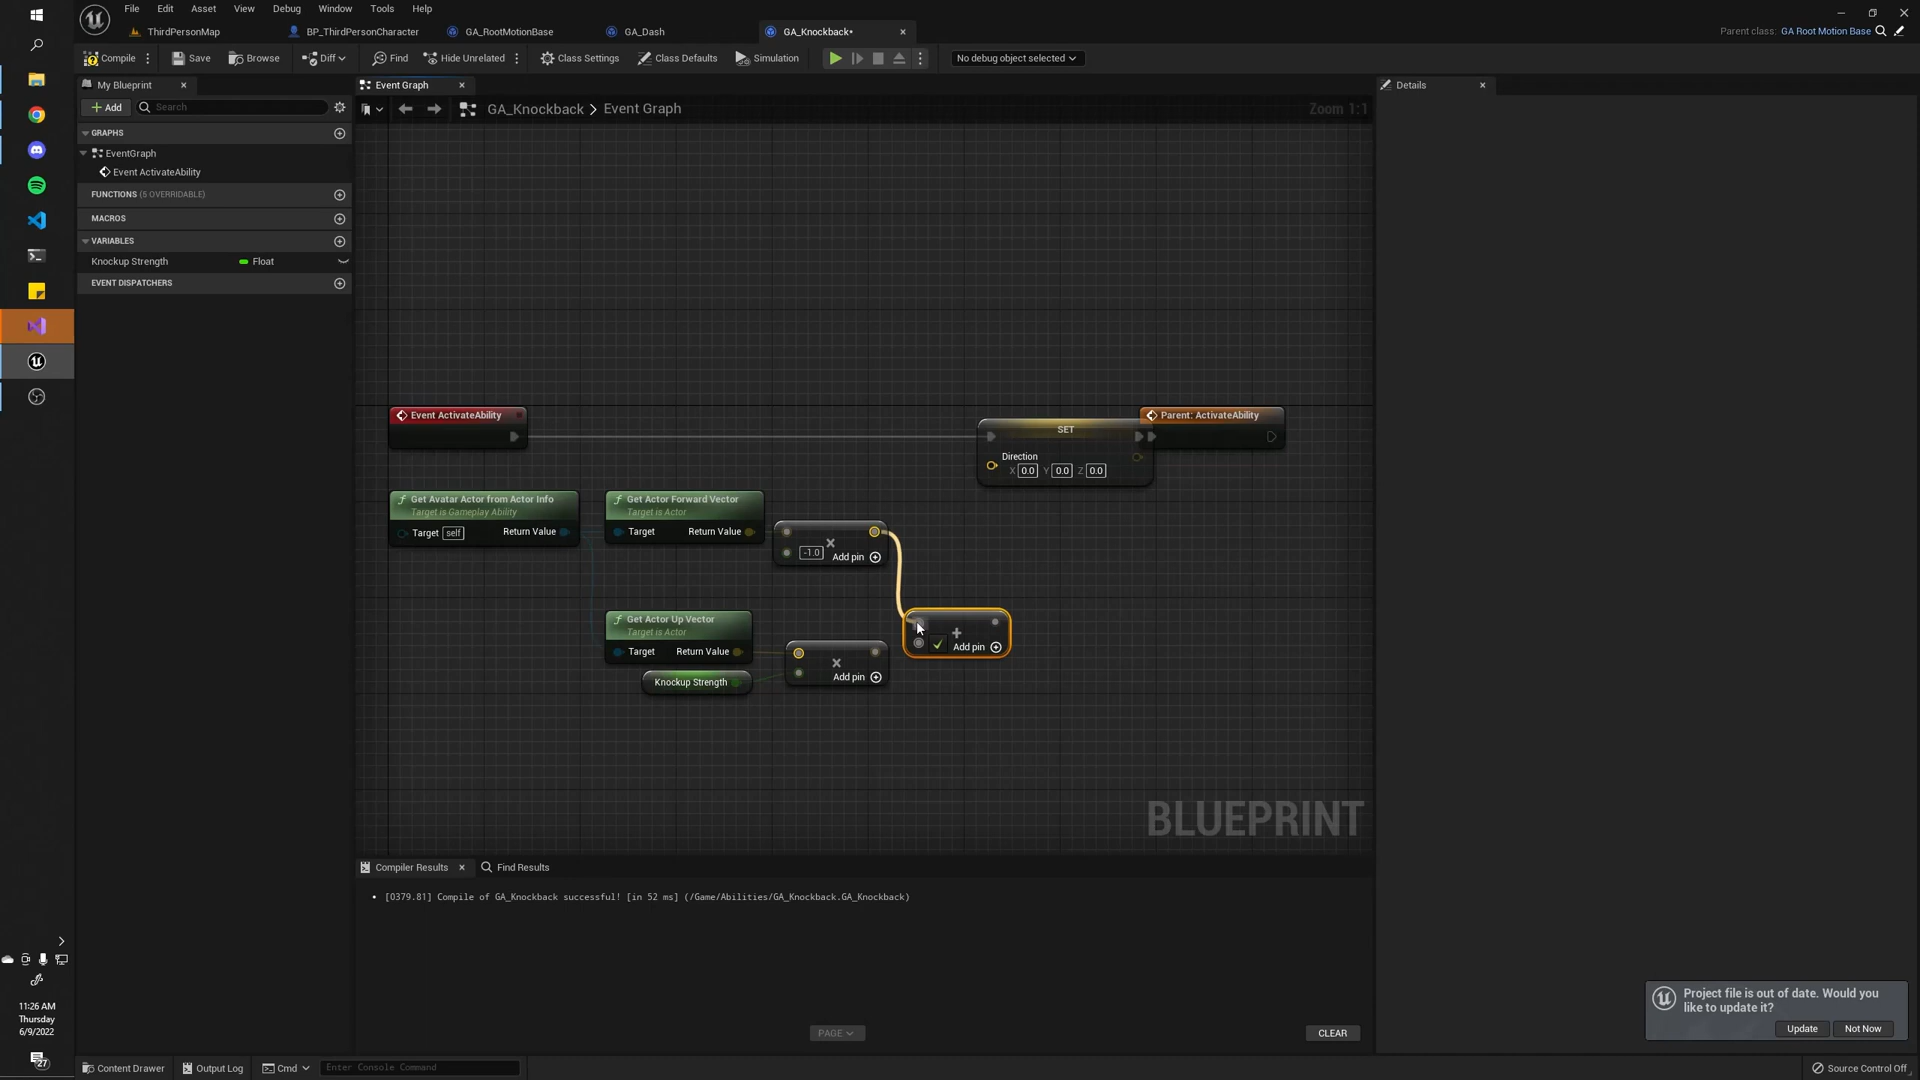 File Edit Asset View Debug Window Tools Help
ThirdPersonMap BP_ThirdPersonCharacter GA_RootMotionBase GA_Dash GA_Knockback•
Parent class: GA Root Motion Base
Compile Save Browse Diff Find Hide Unrelated Class Settings Class Defaults Simulation No debug object selected
My Blueprint Event Graph Details
Add Search GA_Knockback > Event Graph Zoom 1:1
GRAPHS
EventGraph
Event ActivateAbility
FUNCTIONS (5 OVERRIDABLE)
MACROS
VARIABLES
Knockup Strength Float
EVENT DISPATCHERS
Event ActivateAbility
SET
Direction
X 0.0 Y 0.0 Z 0.0
Parent: ActivateAbility
Get Avatar Actor from Actor Info
Target is Gameplay Ability
Target self Return Value
Get Actor Forward Vector
Target is Actor
Target Return Value
-1.0 Add pin
Get Actor Up Vector
Target is Actor
Target Return Value
Knockup Strength
Add pin
Add pin
BLUEPRINT
Compiler Results Find Results
[0379.81] Compile of GA_Knockback successful! [in 52 ms] (/Game/Abilities/GA_Knockback.GA_Knockback)
PAGE CLEAR
Project file is out of date. Would you
like to update it?
Update Not Now
11:26 AM
Thursday
6/9/2022
27
Content Drawer Output Log Cmd Enter Console Command Source Control Off